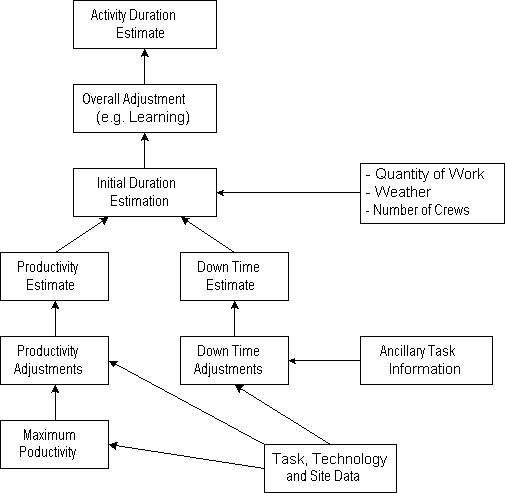 Activity Duration
Estimate
Overall Adjustment
(e.g. Learning)
Initial Duration
Estimation
- Quantity of Work
- Weather
- Number of Crews
Productivity
Estimate
Down Time
Estimate
Productivity
Adjustments
Down Time
Adjustments
Ancillary Task
Information
Maximum
Poductivity
Task, Technology
and Site Data